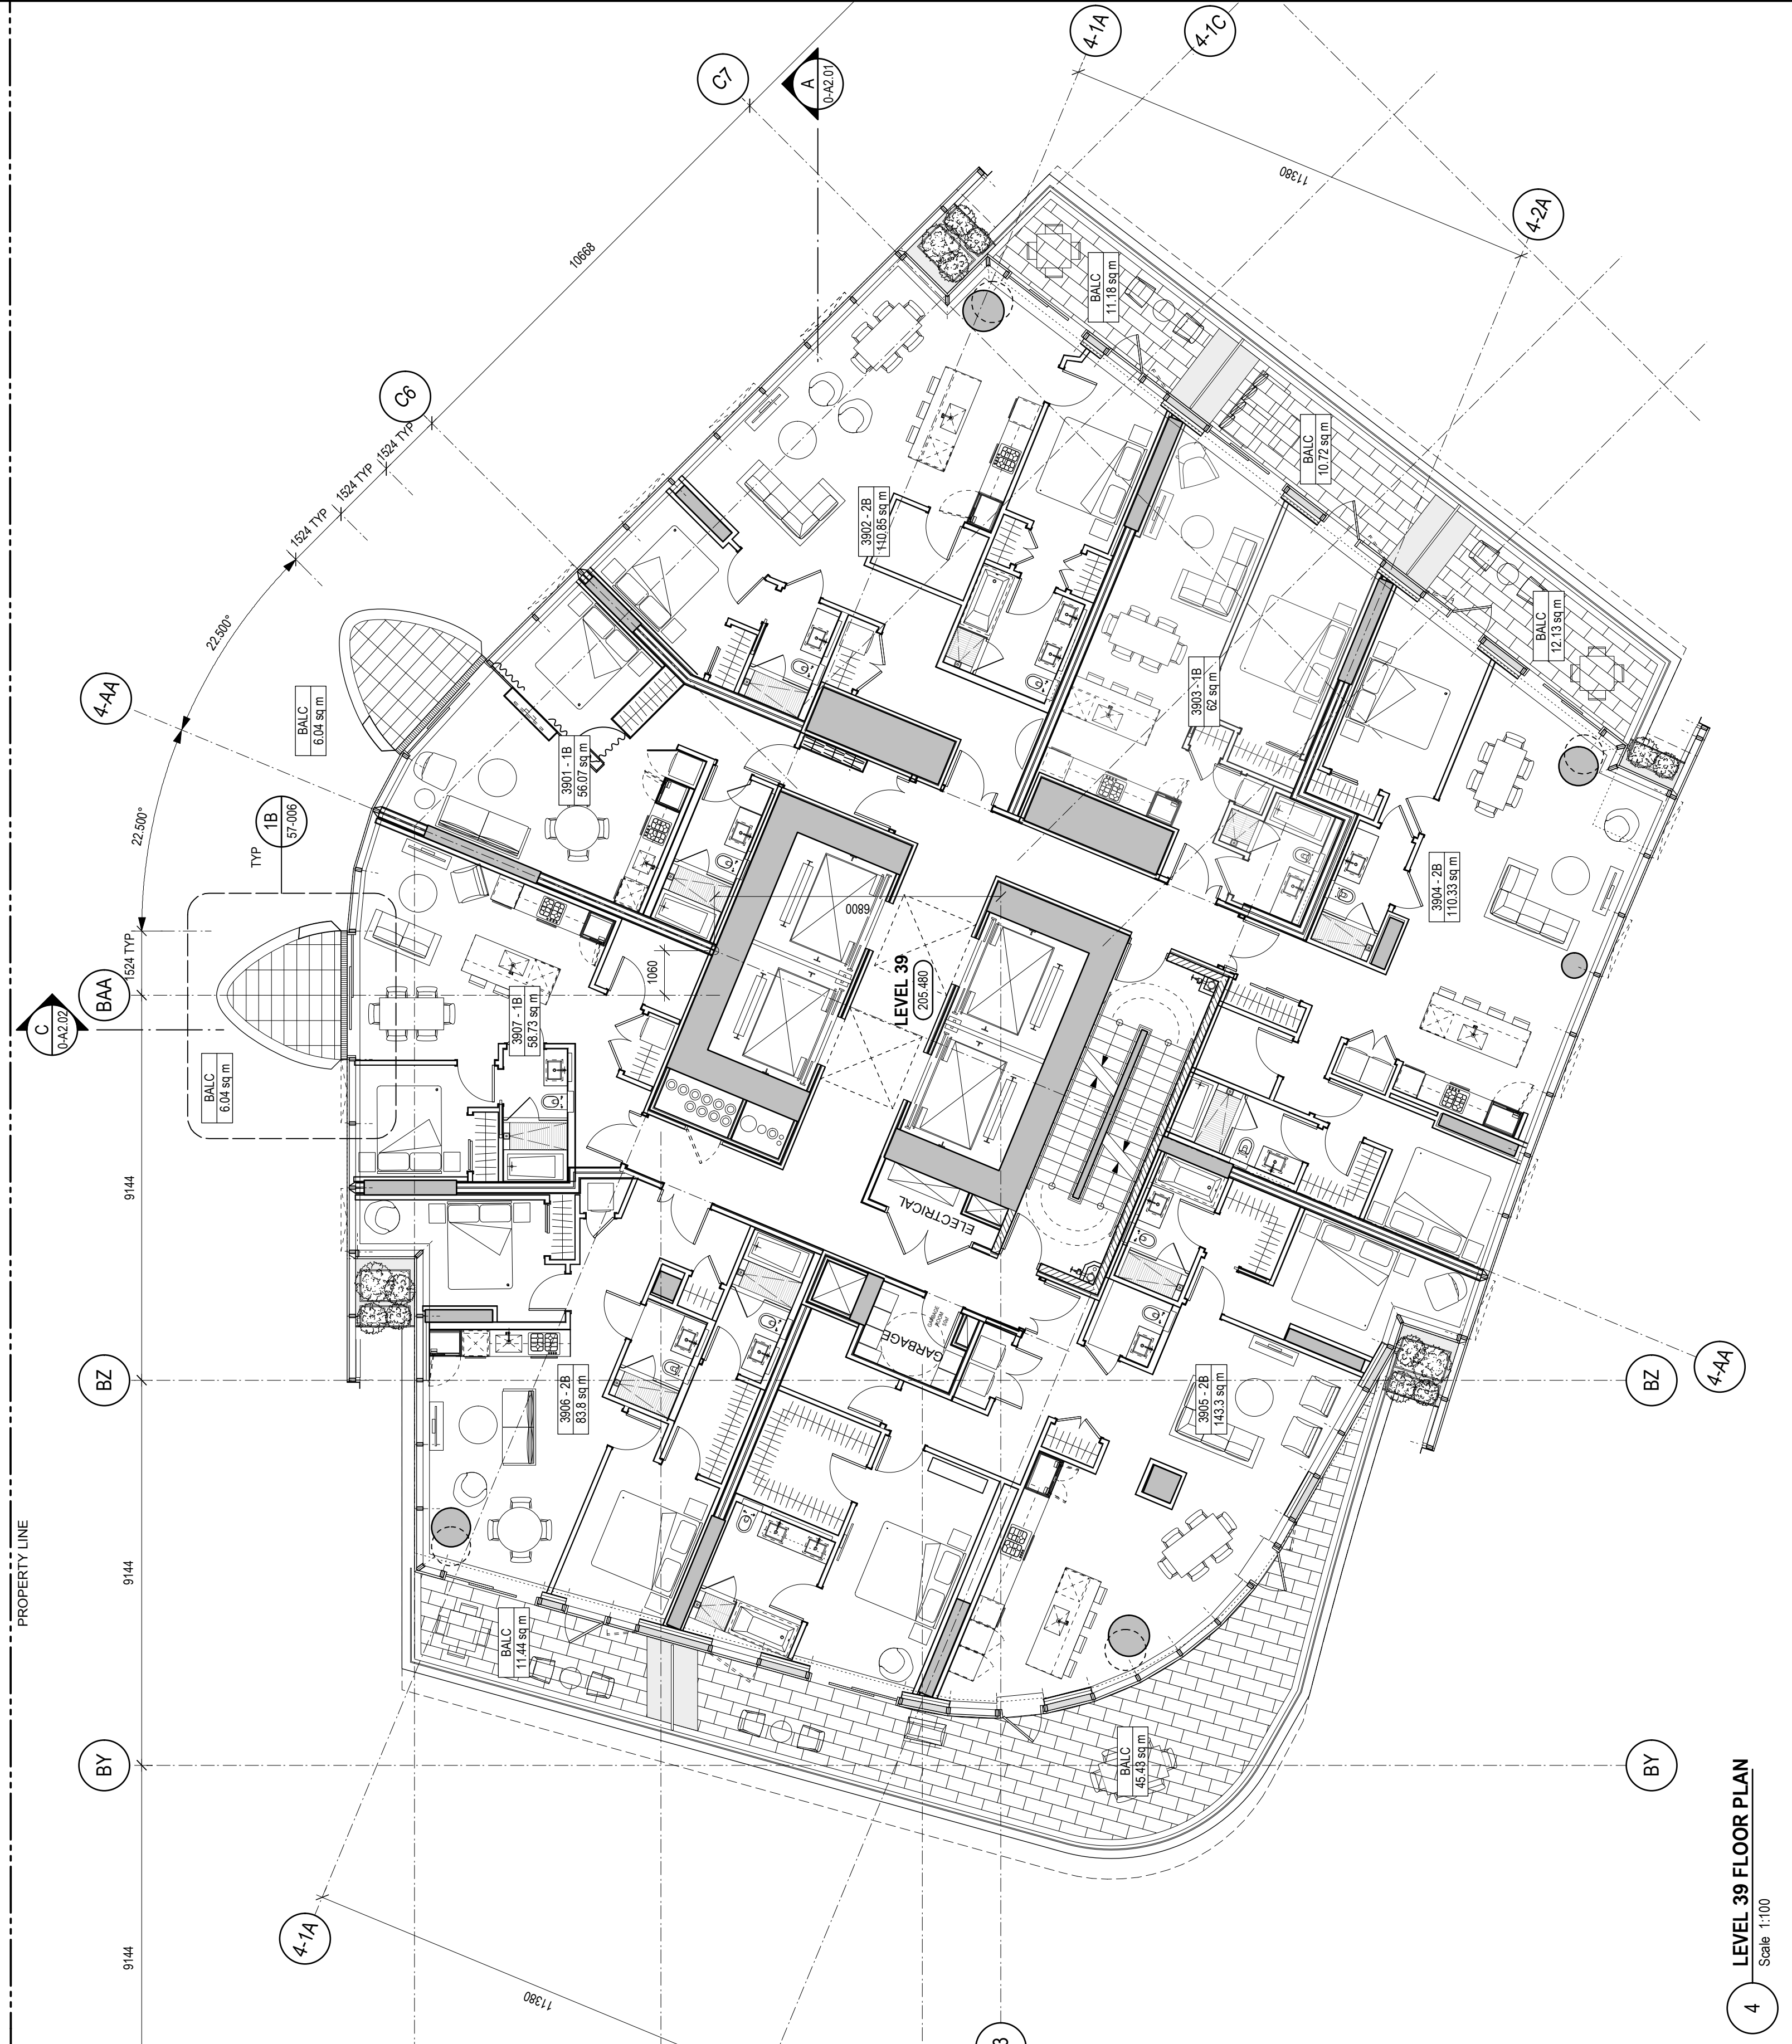 4-1A
4-1C
C7
A
0-A2.01
11380
4-2A
10668
BALC
11.18 sq m
C6
1524 TYP
1524 TYP
1524 TYP
BALC
10.72 sq m
3902 - 2B
110.85 sq m
22.500°
BALC
12.13 sq m
4-AA
BALC
6.04 sq m
3903 - 1B
62 sq m
3901 - 1B
56.07 sq m
22.500°
1B
57-006
TYP
3904 - 2B
110.33 sq m
6800
1524 TYP
1060
LEVEL 39
205.480
BAA
C
0-A2.02
3907 - 1B
58.73 sq m
BALC
6.04 sq m
9144
ELECTRICAL
GARBAGE
BZ
BZ
4-AA
3906 - 2B
83.8 sq m
3905 - 2B
143.3 sq m
PROPERTY LINE
9144
BALC
11.44 sq m
BALC
45.43 sq m
BY
BY
4-1A
9144
11380
4
LEVEL 39 FLOOR PLAN
Scale 1:100